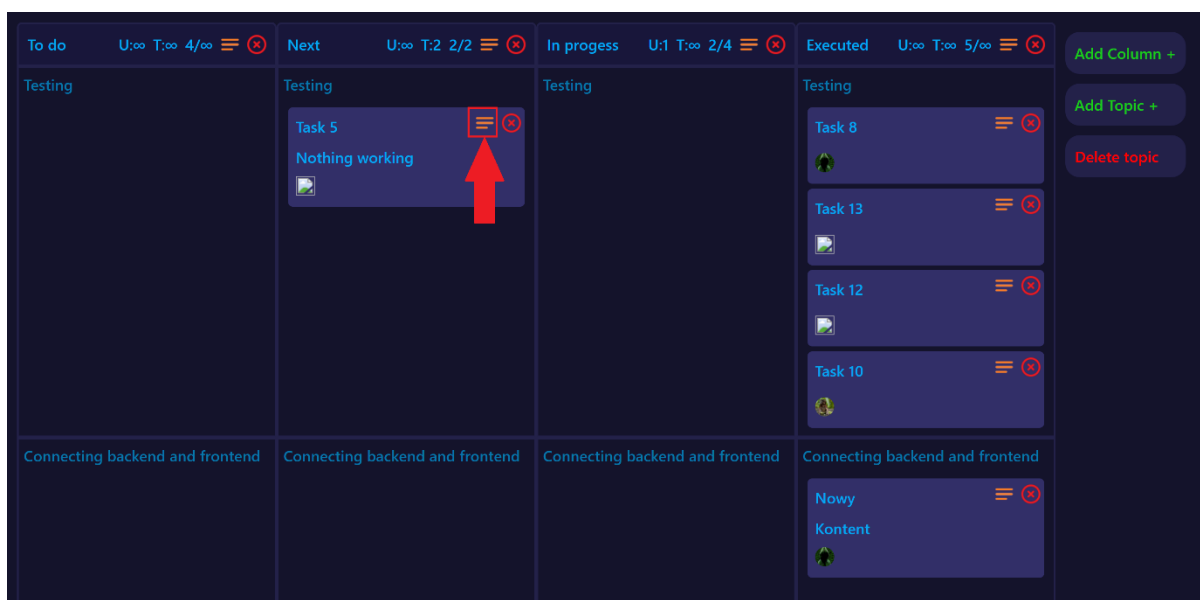 To do U:∞ T:∞ 4/∞
Next U:∞ T:2 2/2
In progess U:1 T:∞ 2/4
Executed U:∞ T:∞ 5/∞
Add Column +
Add Topic +
Delete topic
Testing
Testing
Task 5
Nothing working
Testing
Testing
Task 8
Task 13
Task 12
Task 10
Connecting backend and frontend
Connecting backend and frontend
Connecting backend and frontend
Connecting backend and frontend
Nowy
Kontent